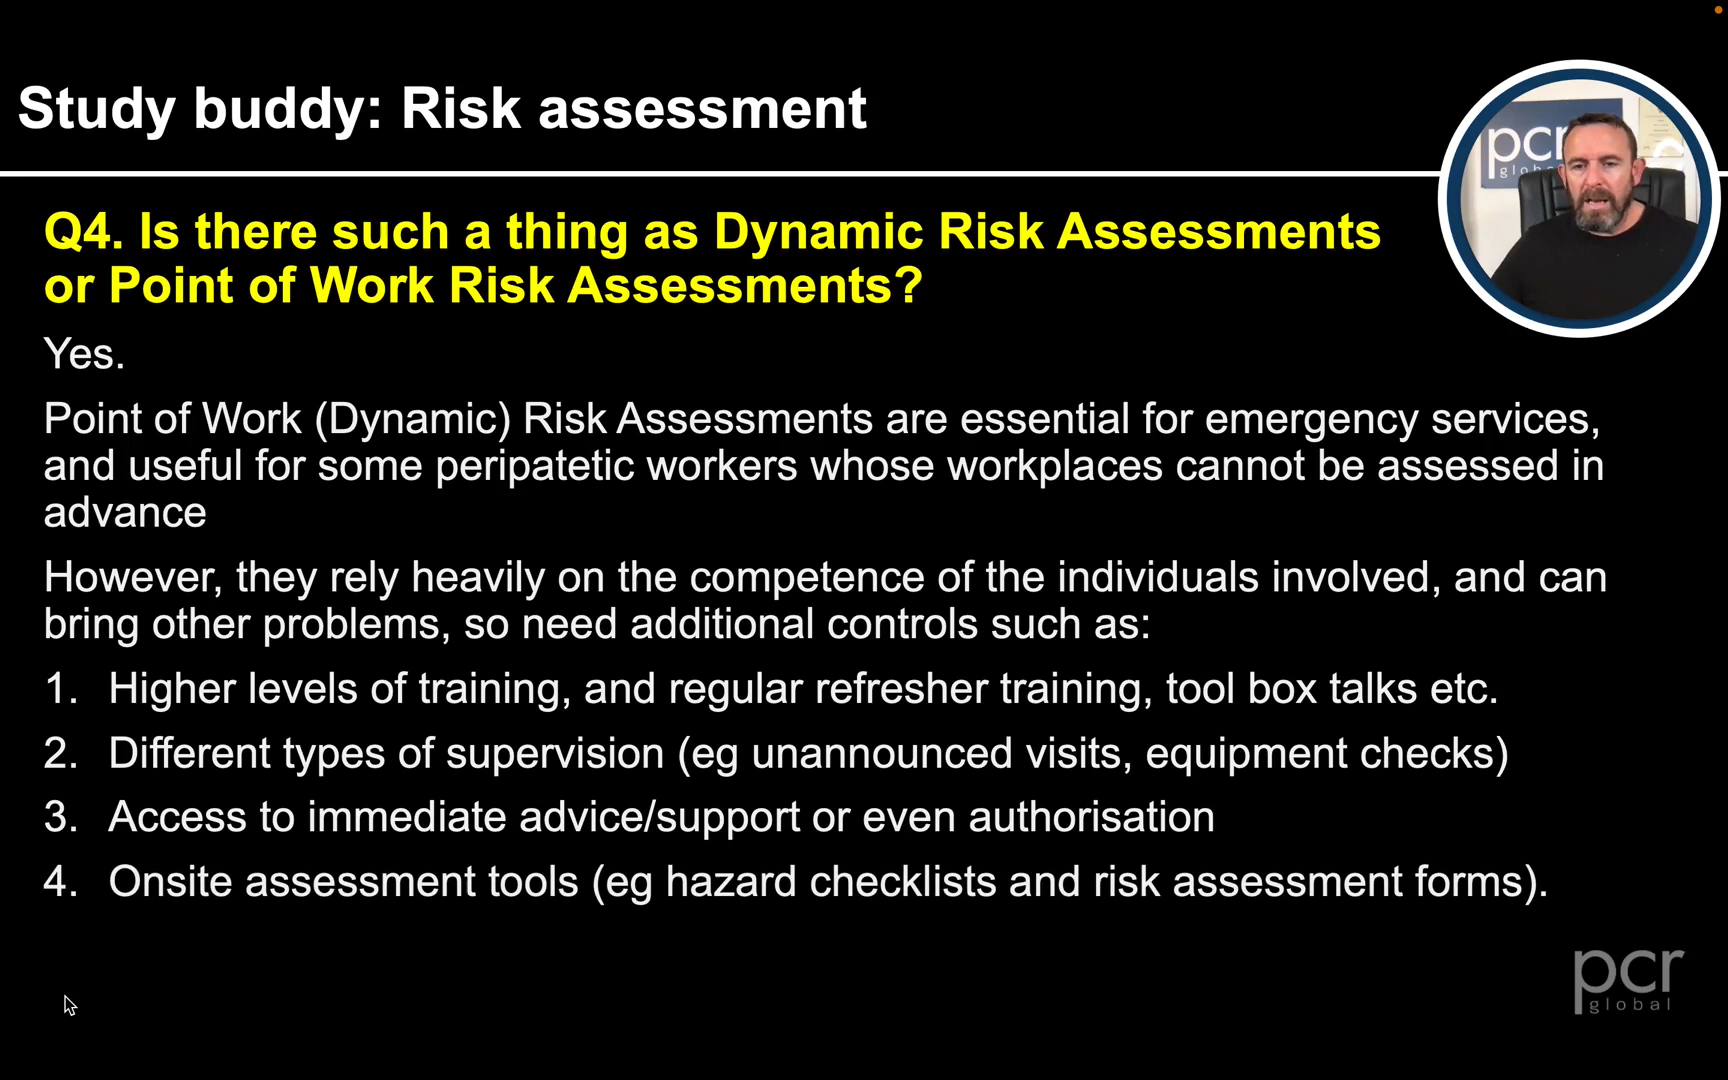 Study buddy: Risk assessment
pcr
global
Q4. Is there such a thing as Dynamic Risk Assessments
or Point of Work Risk Assessments?
Yes.
Point of Work (Dynamic) Risk Assessments are essential for emergency services,
and useful for some peripatetic workers whose workplaces cannot be assessed in
advance
However, they rely heavily on the competence of the individuals involved, and can
bring other problems, so need additional controls such as:
1. Higher levels of training, and regular refresher training, tool box talks etc.
2. Different types of supervision (eg unannounced visits, equipment checks)
3. Access to immediate advice/support or even authorisation
4. Onsite assessment tools (eg hazard checklists and risk assessment forms).
pcr
global